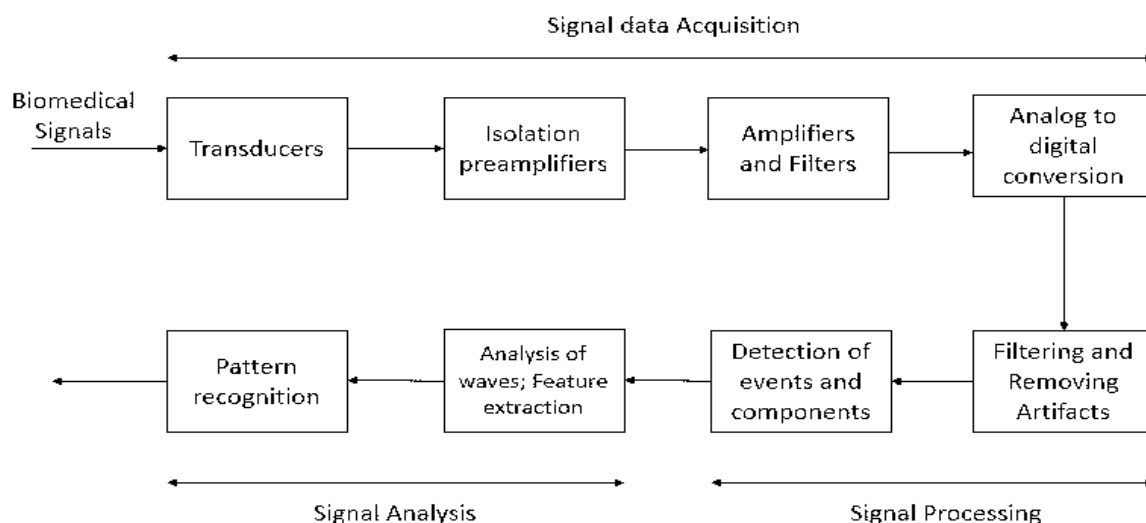 Signal data Acquisition
Biomedical
Signals
Transducers
Isolation
preamplifiers
Amplifiers
and Filters
Analog to
digital
conversion
Pattern
recognition
Analysis of
waves; Feature
extraction
Detection of
events and
components
Filtering and
Removing
Artifacts
Signal Analysis
Signal Processing